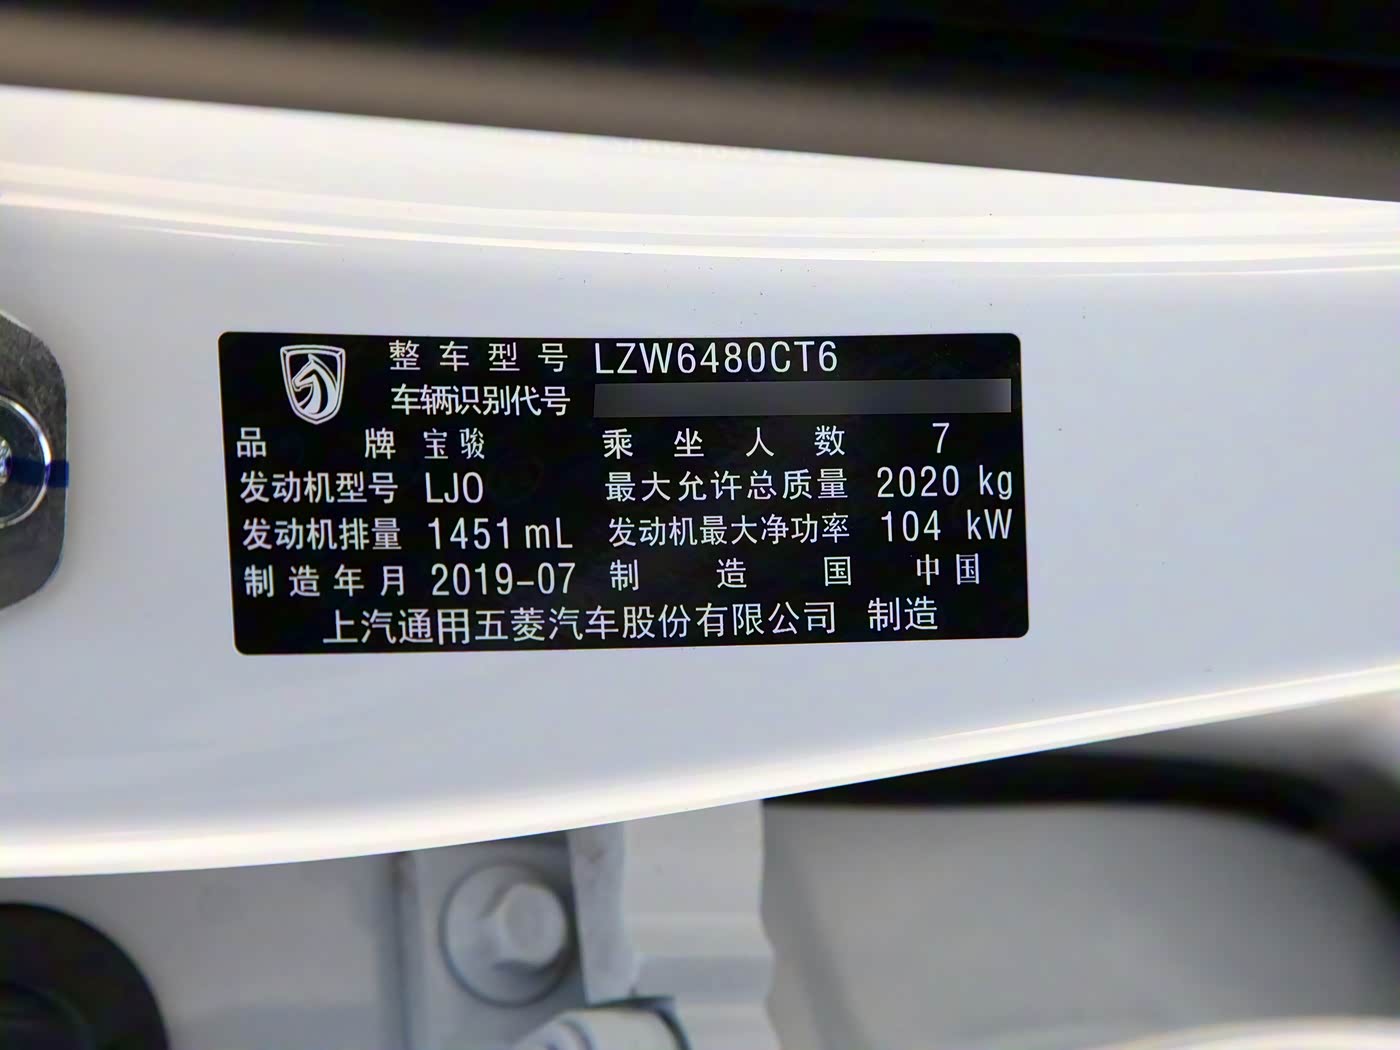 整车型号 LZW6480CT6
车辆识别代号
品牌 宝骏 乘坐人数 7
发动机型号 LJO 最大允许总质量 2020 kg
发动机排量 1451 mL 发动机最大净功率 104 kW
制造年月 2019-07 制造国 中国
上汽通用五菱汽车股份有限公司 制造